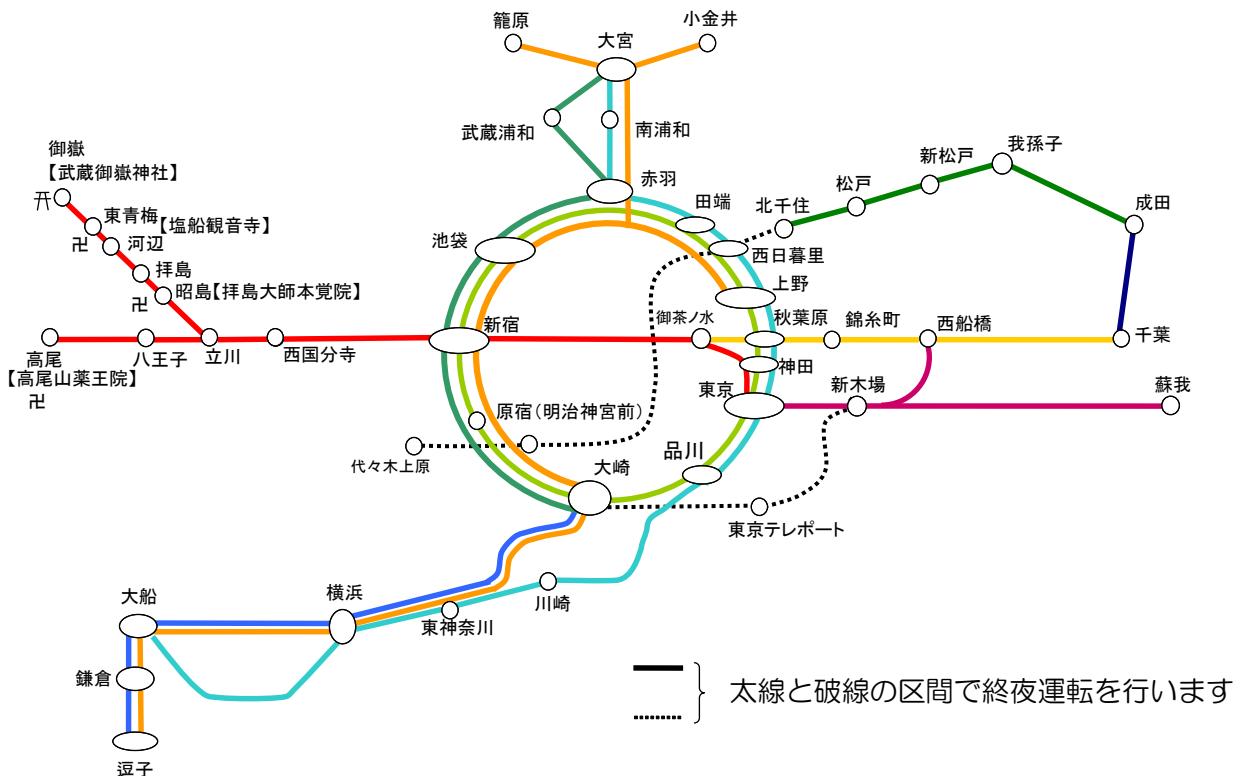 籠原
小金井
大宮
武蔵浦和
南浦和
御嶽
【武蔵御嶽神社】
東青梅【塩船観音寺】
卍
河辺
拝島
卍
昭島【拝島大師本覚院】
赤羽
田端
池袋
西日暮里
上野
北千住
松戸
新松戸
我孫子
成田
高尾
【高尾山薬王院】
卍
八王子
立川
西国分寺
新宿
御茶ノ水
秋葉原
錦糸町
西船橋
千葉
神田
東京
新木場
蘇我
原宿(明治神宮前)
代々木上原
大崎
品川
東京テレポート
大船
横浜
東神奈川
川崎
鎌倉
逗子
太線と破線の区間で終夜運転を行います